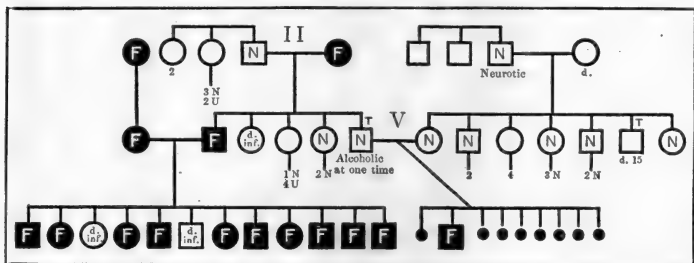 F N II F N d.
2 Neurotic
3 N
2 U
T V T
F F d. inf. N N N N N N N
1 N 2 N Alcoholic 2 4 3 N 2 N d. 15
4 U at one time
F F d. inf. F F d. inf. F F F F F F F